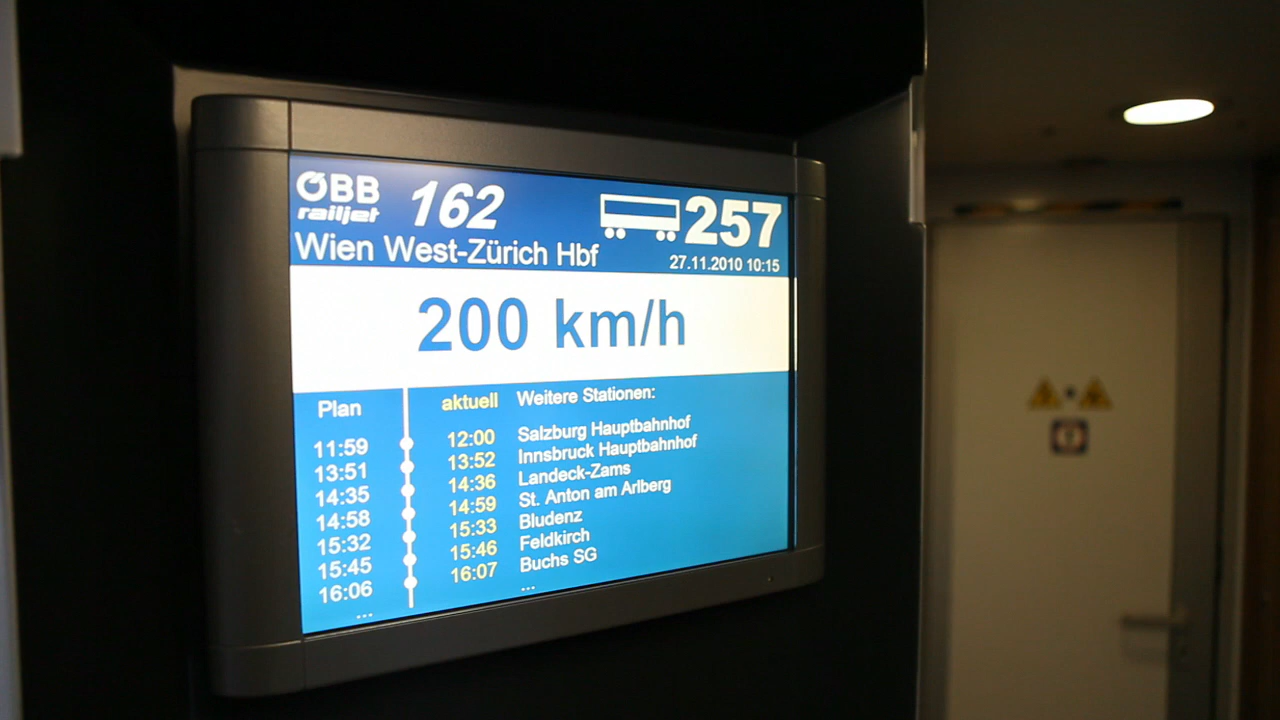 ÖBB 162 257
railjet
Wien West-Zürich Hbf
27.11.2010 10:15
200 km/h
Plan aktuell Weitere Stationen:
11:59 12:00 Salzburg Hauptbahnhof
13:51 13:52 Innsbruck Hauptbahnhof
14:35 14:36 Landeck-Zams
14:58 14:59 St. Anton am Arlberg
15:32 15:33 Bludenz
15:45 15:46 Feldkirch
16:06 16:07 Buchs SG
... ...